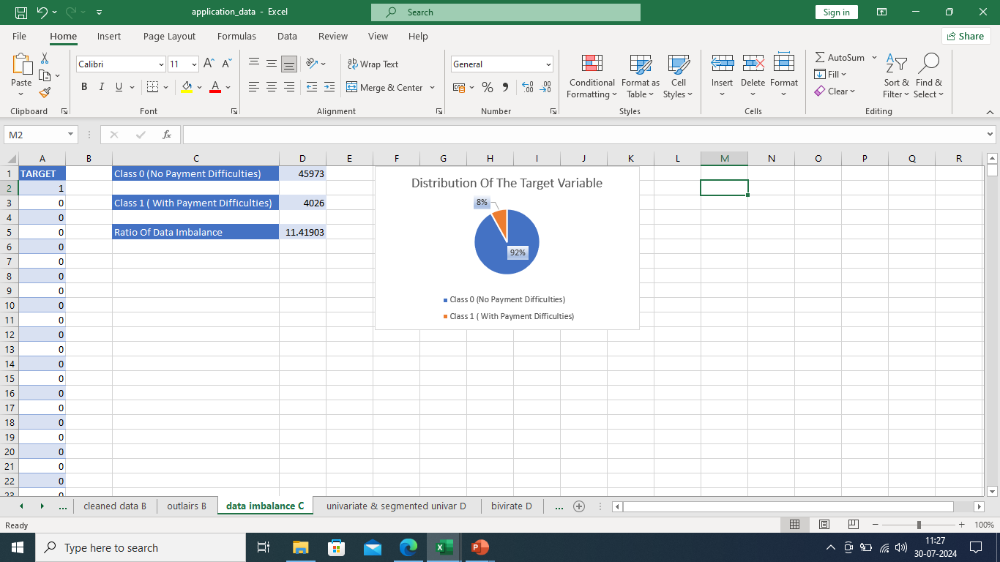 application_data - Excel
Search
Sign in
File Home Insert Page Layout Formulas Data Review View Help
Share
Paste
Calibri 11
B I U
A A A
ab Wrap Text
Merge & Center
General
% 9
Conditional Formatting
Format as Table
Cell Styles
Insert Delete Format
AutoSum
Fill
Clear
Sort & Filter
Find & Select
Clipboard Font Alignment Number Styles Cells Editing
M2 fx
A B C D E F G H I J K L M N O P Q R
1 TARGET Class 0 (No Payment Difficulties) 45973
2 1
3 0 Class 1 ( With Payment Difficulties) 4026
4 0
5 0 Ratio Of Data Imbalance 11.41903
6 0
7 0
8 0
9 0
10 0
11 0
12 0
13 0
14 0
15 0
16 0
17 0
18 0
19 0
20 0
21 0
22 0
23 0
Distribution Of The Target Variable
8%
92%
Class 0 (No Payment Difficulties)
Class 1 ( With Payment Difficulties)
... cleaned data B outlairs B data imbalance C univariate & segmented univar D bivirate D ...
Ready
100%
Type here to search
11:27
30-07-2024